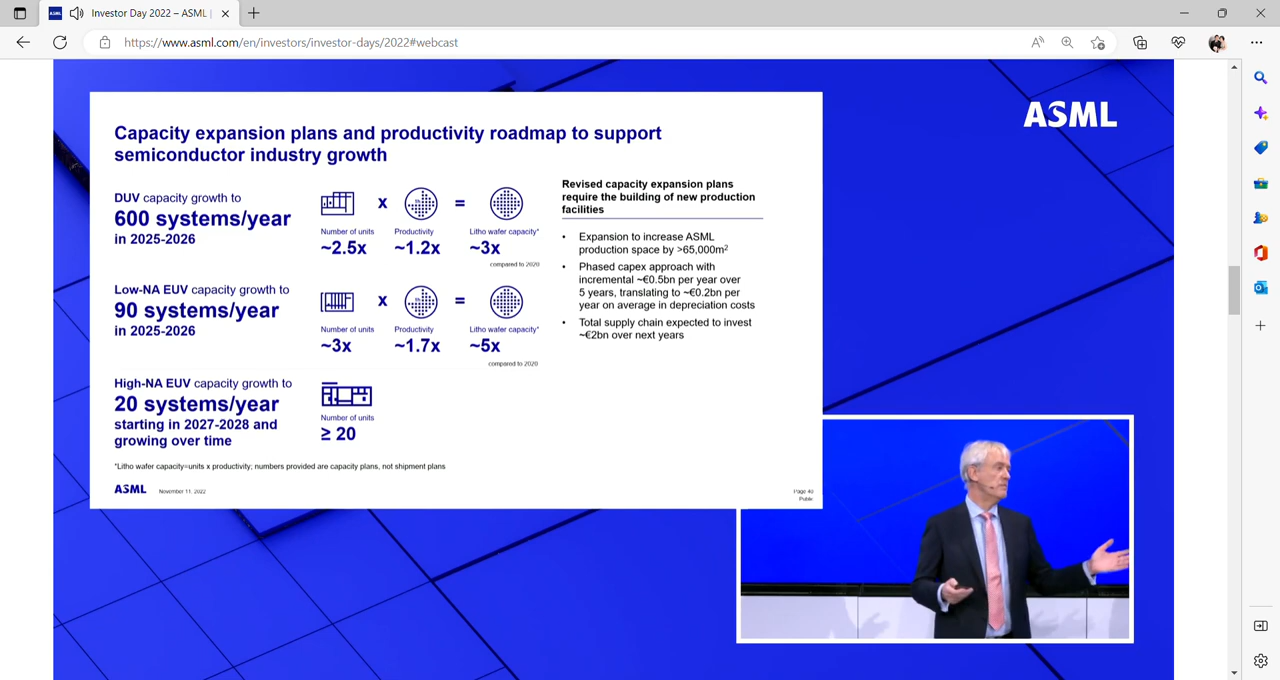 Investor Day 2022 – ASML |
https://www.asml.com/en/investors/investor-days/2022#webcast
ASML
Capacity expansion plans and productivity roadmap to support
semiconductor industry growth
DUV capacity growth to
600 systems/year
in 2025-2026
x
=
Number of units
Productivity
Litho wafer capacity*
~2.5x
~1.2x
~3x
compared to 2020
Low-NA EUV capacity growth to
90 systems/year
in 2025-2026
x
=
Number of units
Productivity
Litho wafer capacity*
~3x
~1.7x
~5x
compared to 2020
High-NA EUV capacity growth to
20 systems/year
starting in 2027-2028 and
growing over time
Number of units
≥ 20
Revised capacity expansion plans
require the building of new production
facilities
• Expansion to increase ASML
production space by >65,000m²
• Phased capex approach with
incremental ~€0.5bn per year over
5 years, translating to ~€0.2bn per
year on average in depreciation costs
• Total supply chain expected to invest
~€2bn over next years
*Litho wafer capacity=units x productivity; numbers provided are capacity plans, not shipment plans
ASML
November 11, 2022
Page 40
Public